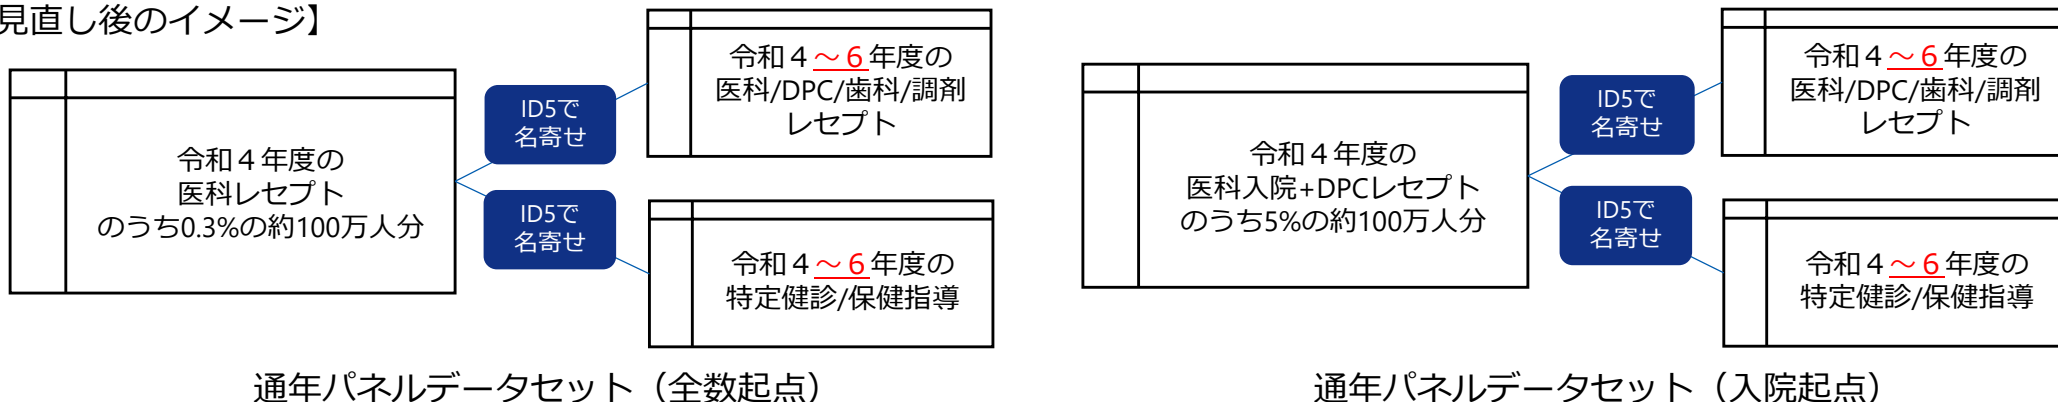 見直し後のイメージ】
令和４年度の
医科レセプト
のうち0.3%の約100万人分
ID5で
名寄せ
ID5で
名寄せ
令和４～６年度の
医科/DPC/歯科/調剤
レセプト
令和４～６年度の
特定健診/保健指導
通年パネルデータセット（全数起点）
令和４年度の
医科入院+DPCレセプト
のうち5%の約100万人分
ID5で
名寄せ
ID5で
名寄せ
令和４～６年度の
医科/DPC/歯科/調剤
レセプト
令和４～６年度の
特定健診/保健指導
通年パネルデータセット（入院起点）